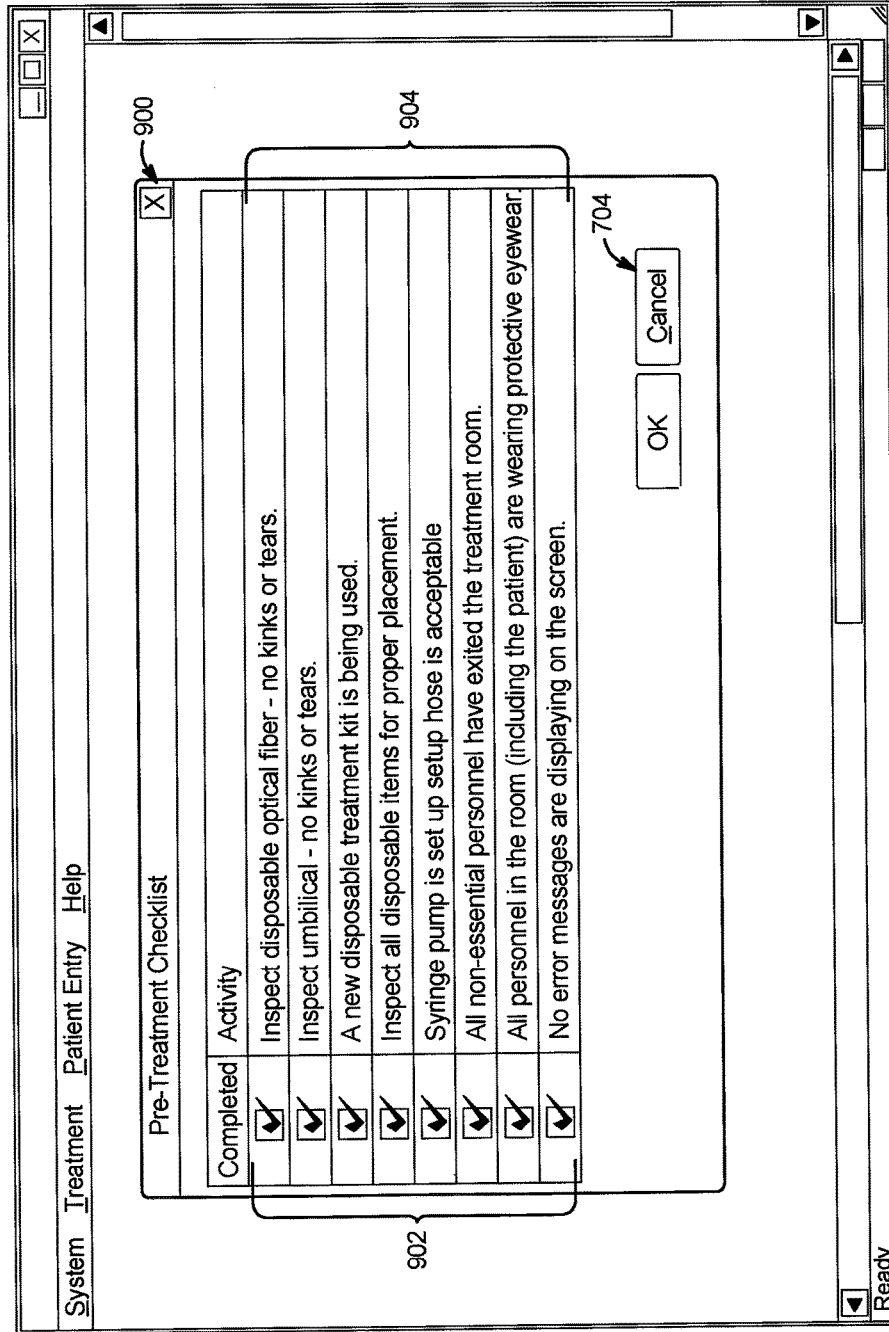 System Treatment Patient Entry Help
Pre-Treatment Checklist
X
900
Completed Activity
Inspect disposable optical fiber - no kinks or tears.
Inspect umbilical - no kinks or tears.
A new disposable treatment kit is being used.
Inspect all disposable items for proper placement.
Syringe pump is set up setup hose is acceptable
All non-essential personnel have exited the treatment room.
All personnel in the room (including the patient) are wearing protective eyewear.
No error messages are displaying on the screen.
902
904
OK
Cancel
704
Ready